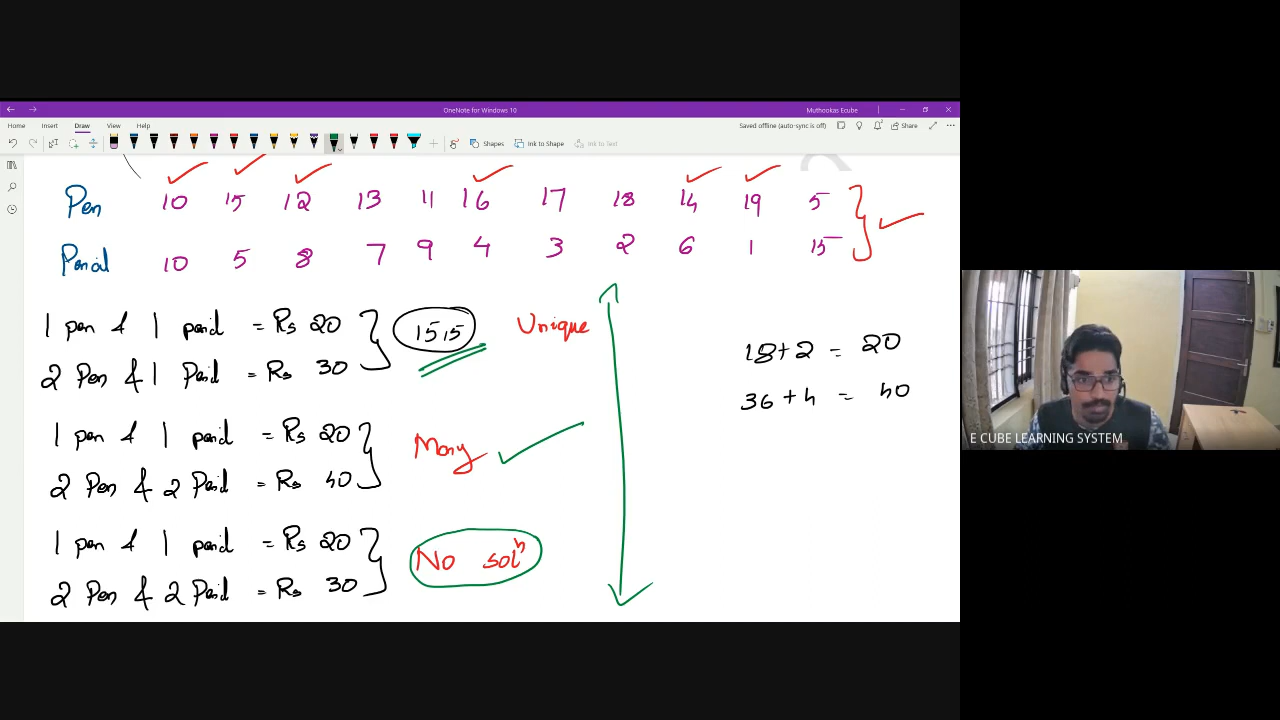 OneNote for Windows 10
Muthookas Ecube
Home Insert Draw View Help
Saved offline (auto-sync is off)
Share
Shapes
Ink to Shape
Ink to Text
Pen 10 15 12 13 11 16 17 18 14 19 5
Pencil 10 5 8 7 9 4 3 2 6 1 15
1 pen & 1 pencil = Rs 20
15,5
Unique
2 Pen & 1 Pencil = Rs 30
18+2 = 20
36+4 = 40
1 pen & 1 pencil = Rs 20
Many
2 Pen & 2 Pencil = Rs 40
1 pen & 1 pencil = Rs 20
No solⁿ
2 Pen & 2 Pencil = Rs 30
E CUBE LEARNING SYSTEM